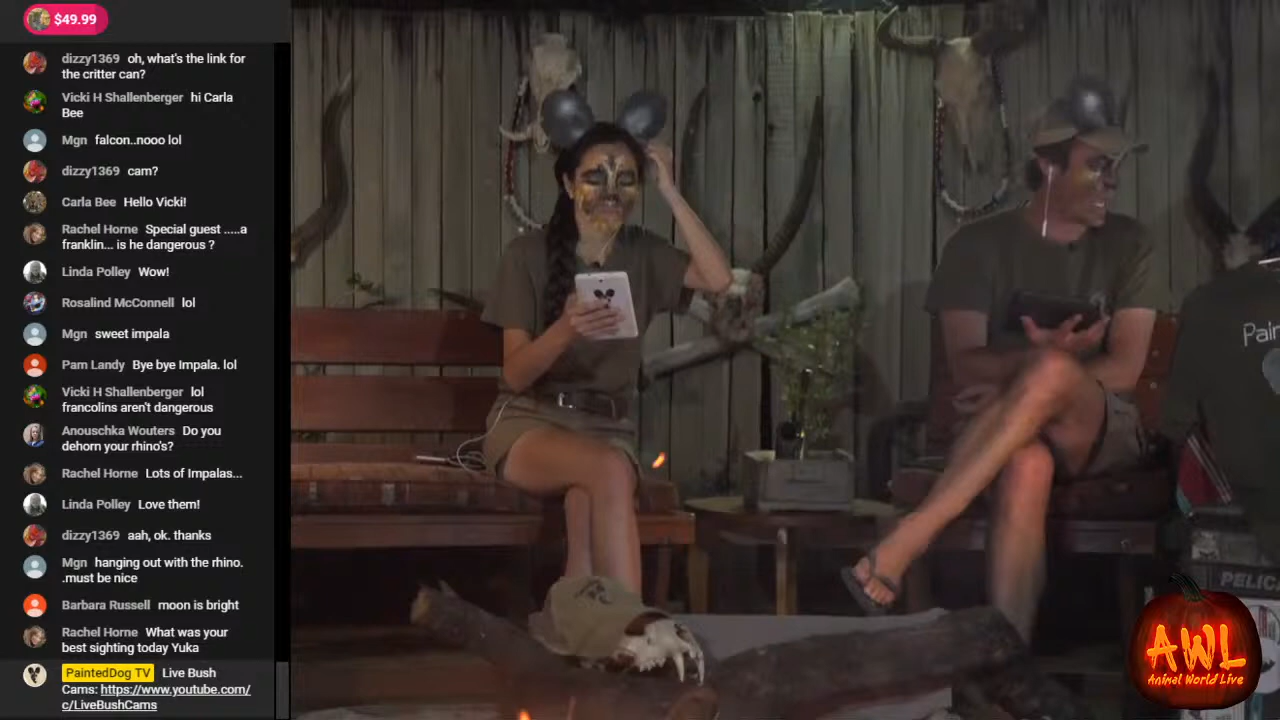 $49.99
dizzy1369 oh, what's the link for
the critter can?
Vicki H Shallenberger hi Carla
Bee
Mgn falcon..nooo lol
dizzy1369 cam?
Carla Bee Hello Vicki!
Rachel Horne Special guest .....a
franklin... is he dangerous ?
Linda Polley Wow!
Rosalind McConnell lol
Mgn sweet impala
Pam Landy Bye bye Impala. lol
Vicki H Shallenberger lol
francolins aren't dangerous
Anouschka Wouters Do you
dehorn your rhino's?
Rachel Horne Lots of Impalas...
Linda Polley Love them!
dizzy1369 aah, ok. thanks
Mgn hanging out with the rhino.
.must be nice
Barbara Russell moon is bright
Rachel Horne What was your
best sighting today Yuka
PaintedDog TV Live Bush
Cams: https://www.youtube.com/
c/LiveBushCams
Pain
PELIC
AWL
Animal World Live